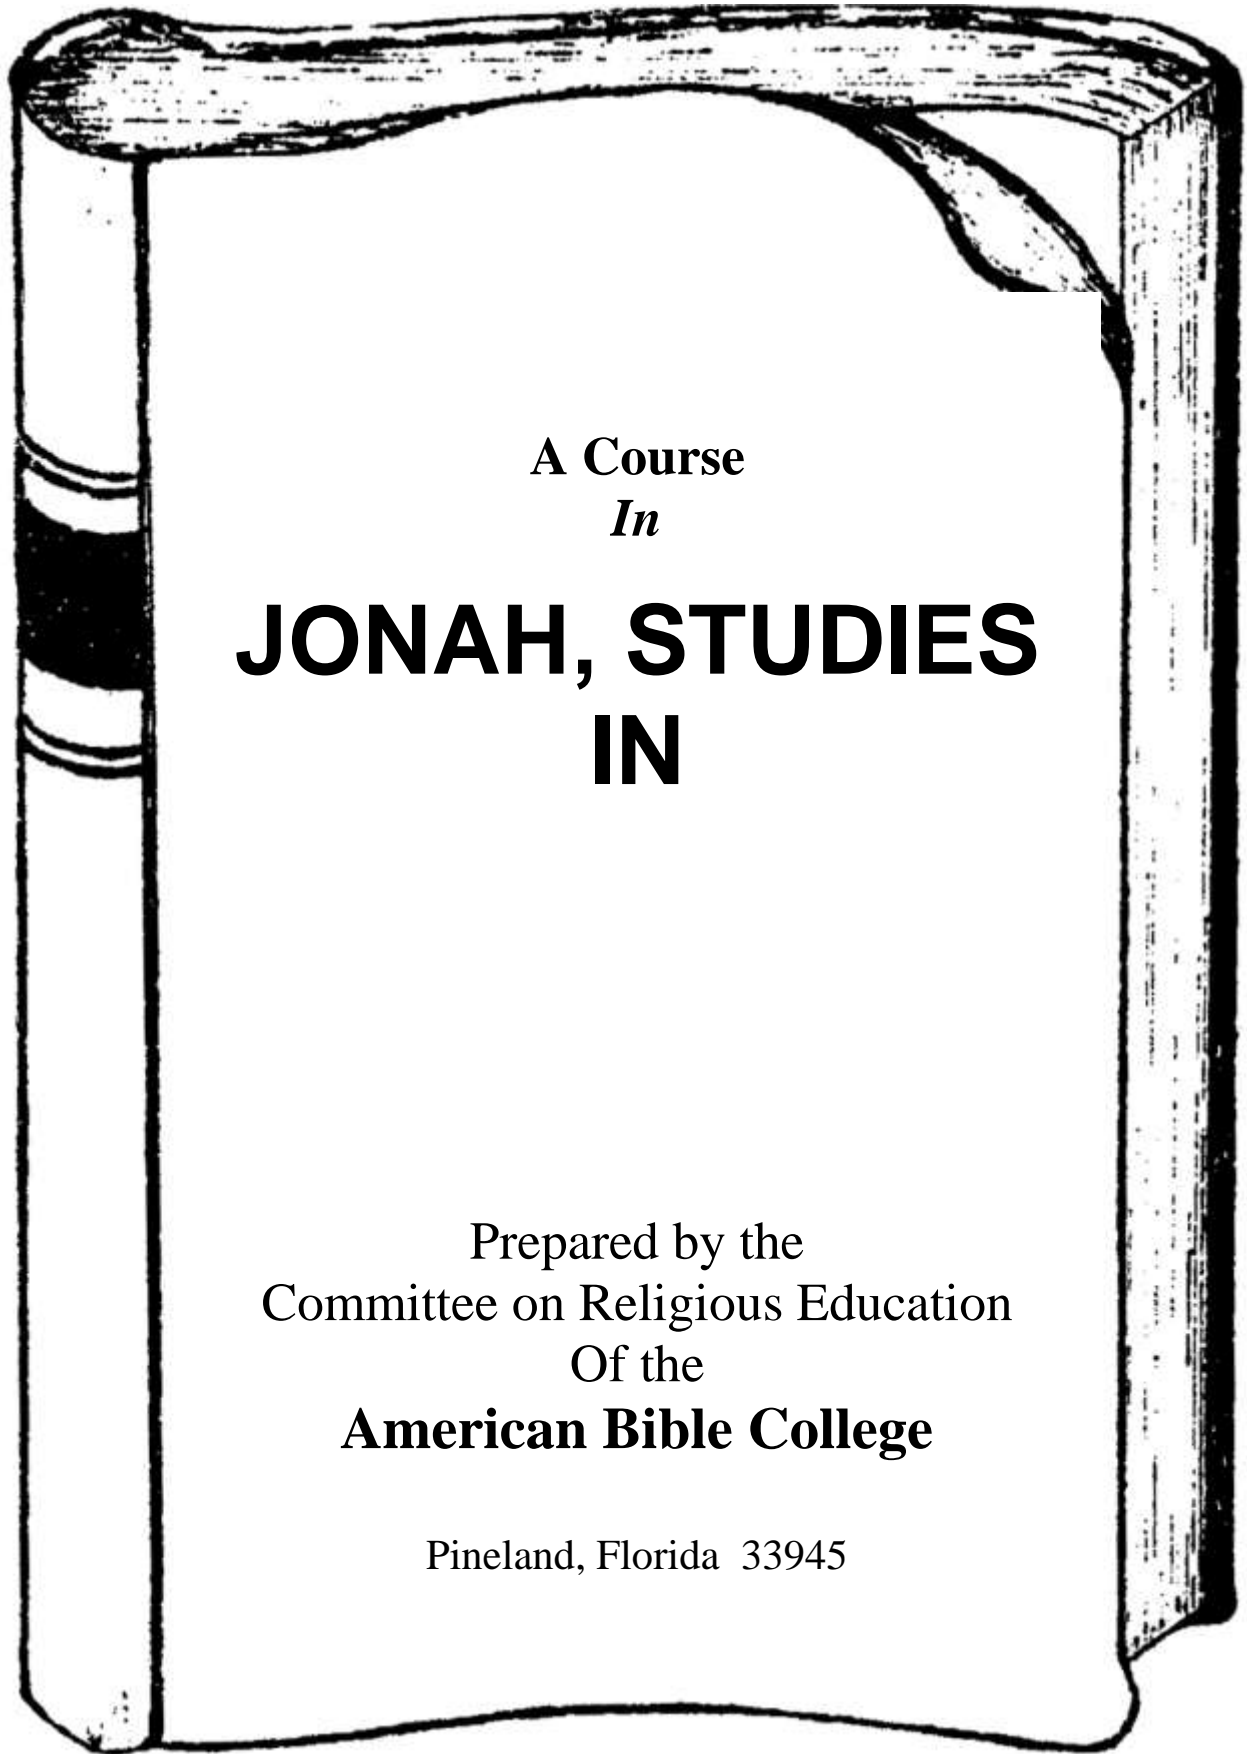 A Course
In
JONAH, STUDIES
IN
Prepared by the
Committee on Religious Education
Of the
American Bible College
Pineland, Florida 33945